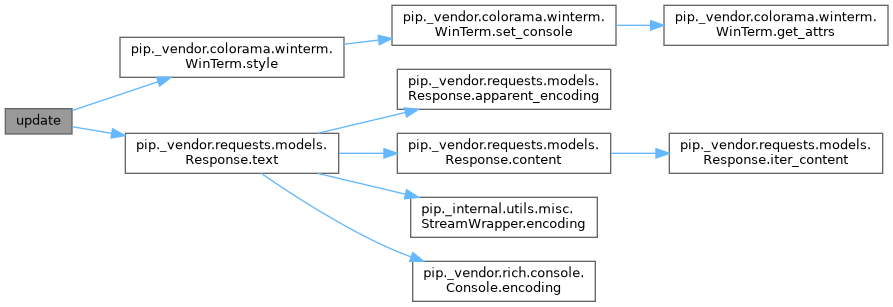 update
pip._vendor.colorama.winterm.
WinTerm.style
pip._vendor.colorama.winterm.
WinTerm.set_console
pip._vendor.colorama.winterm.
WinTerm.get_attrs
pip._vendor.requests.models.
Response.text
pip._vendor.requests.models.
Response.apparent_encoding
pip._vendor.requests.models.
Response.content
pip._vendor.requests.models.
Response.iter_content
pip._internal.utils.misc.
StreamWrapper.encoding
pip._vendor.rich.console.
Console.encoding